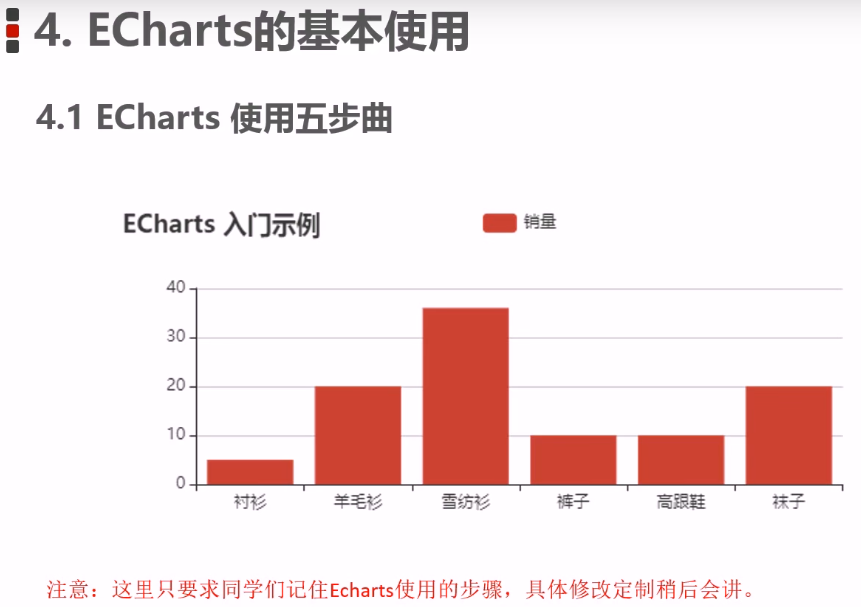 4. ECharts的基本使用
4.1 ECharts 使用五步曲
ECharts 入门示例
销量
40
30
20
10
0
衬衫 羊毛衫 雪纺衫 裤子 高跟鞋 袜子
注意：这里只要求同学们记住Echarts使用的步骤，具体修改定制稍后会讲。